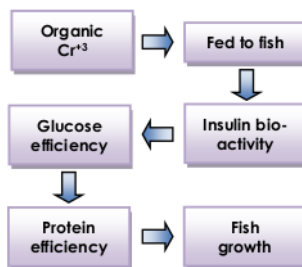 Organic
Cr+3
Fed to fish
Insulin bio-
activity
Glucose
efficiency
Protein
efficiency
Fish
growth